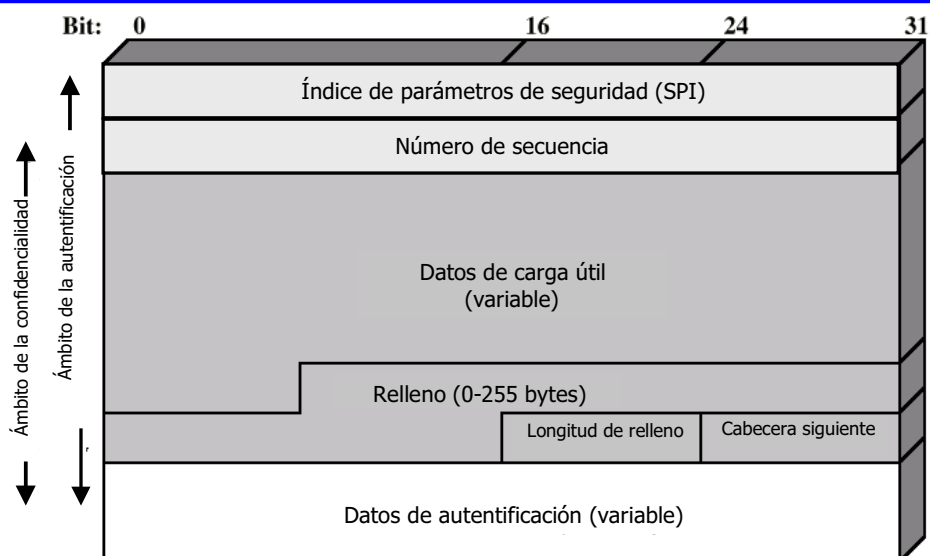 Bit: 0 16 24 31
Índice de parámetros de seguridad (SPI)
Número de secuencia
Ámbito de la confidencialidad
Ámbito de la autentificación
Datos de carga útil
(variable)
Relleno (0-255 bytes)
Longitud de relleno
Cabecera siguiente
Datos de autentificación (variable)